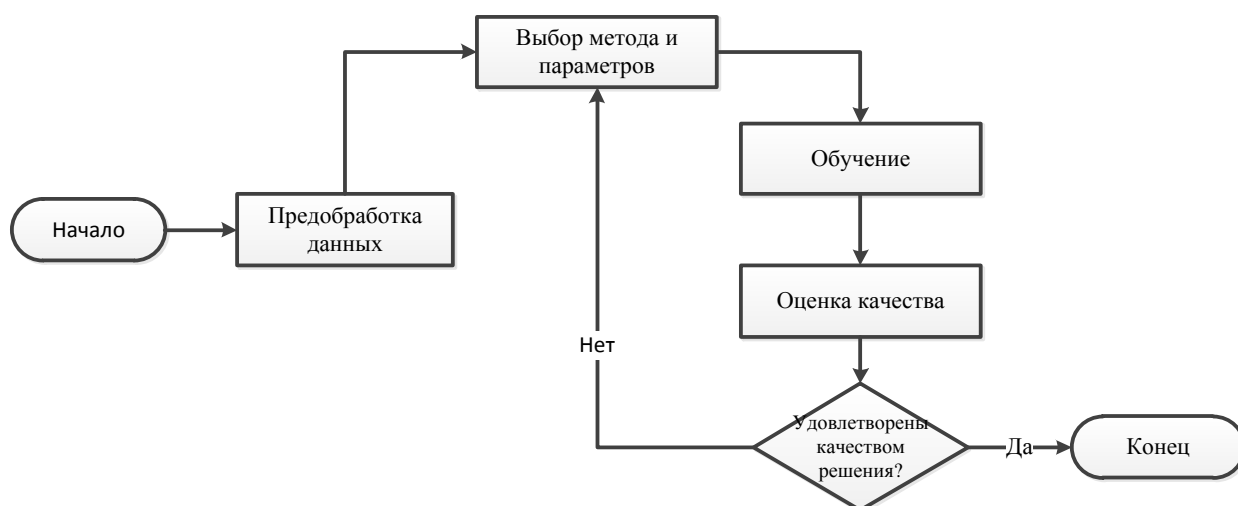 Выбор метода и
параметров
Обучение
Начало
Предобработка
данных
Оценка качества
Нет
Удовлетворены
качеством
решения?
Да
Конец